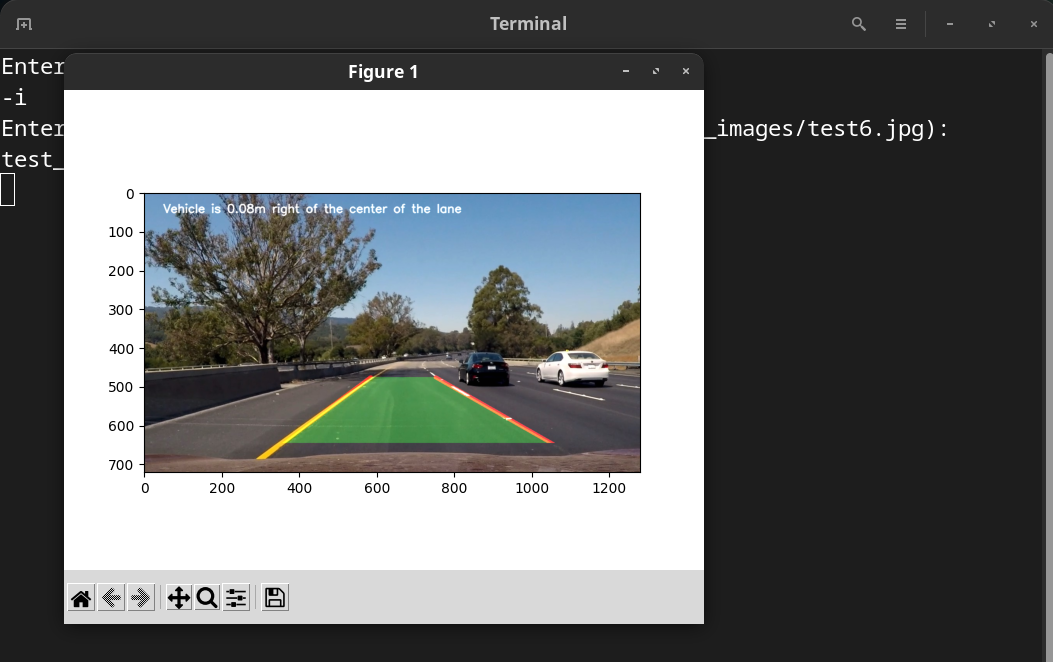 Terminal
Enter
-i
Enter
_images/test6.jpg):
test_
Figure 1
Vehicle is 0.08m right of the center of the lane
0
100
200
300
400
500
600
700
0 200 400 600 800 1000 1200